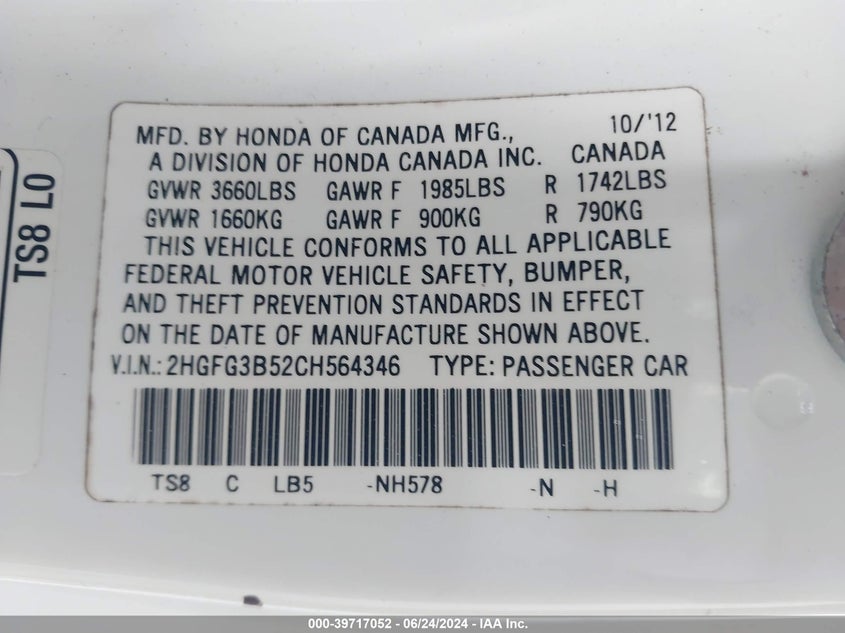 MFD. BY HONDA OF CANADA MFG., 10/'12
A DIVISION OF HONDA CANADA INC. CANADA
GVWR 3660LBS GAWR F 1985LBS R 1742LBS
GVWR 1660KG GAWR F 900KG R 790KG
THIS VEHICLE CONFORMS TO ALL APPLICABLE
FEDERAL MOTOR VEHICLE SAFETY, BUMPER,
AND THEFT PREVENTION STANDARDS IN EFFECT
ON THE DATE OF MANUFACTURE SHOWN ABOVE.
V.I.N.: 2HGFG3B52CH564346 TYPE: PASSENGER CAR
TS8 C LB5 -NH578 -N -H
TS8 L0
000-39717052 / 06/24/2024 - IAA Inc.